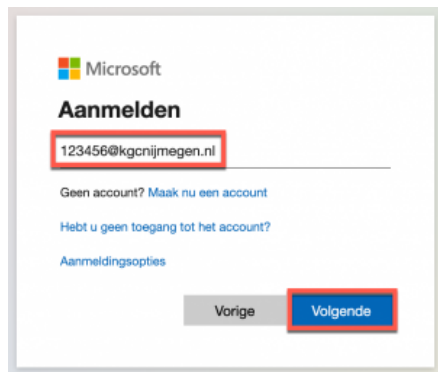 Microsoft
Aanmelden
123456@kgcnijmegen.nl
Geen account? Maak nu een account
Hebt u geen toegang tot het account?
Aanmeldingsopties
Vorige Volgende